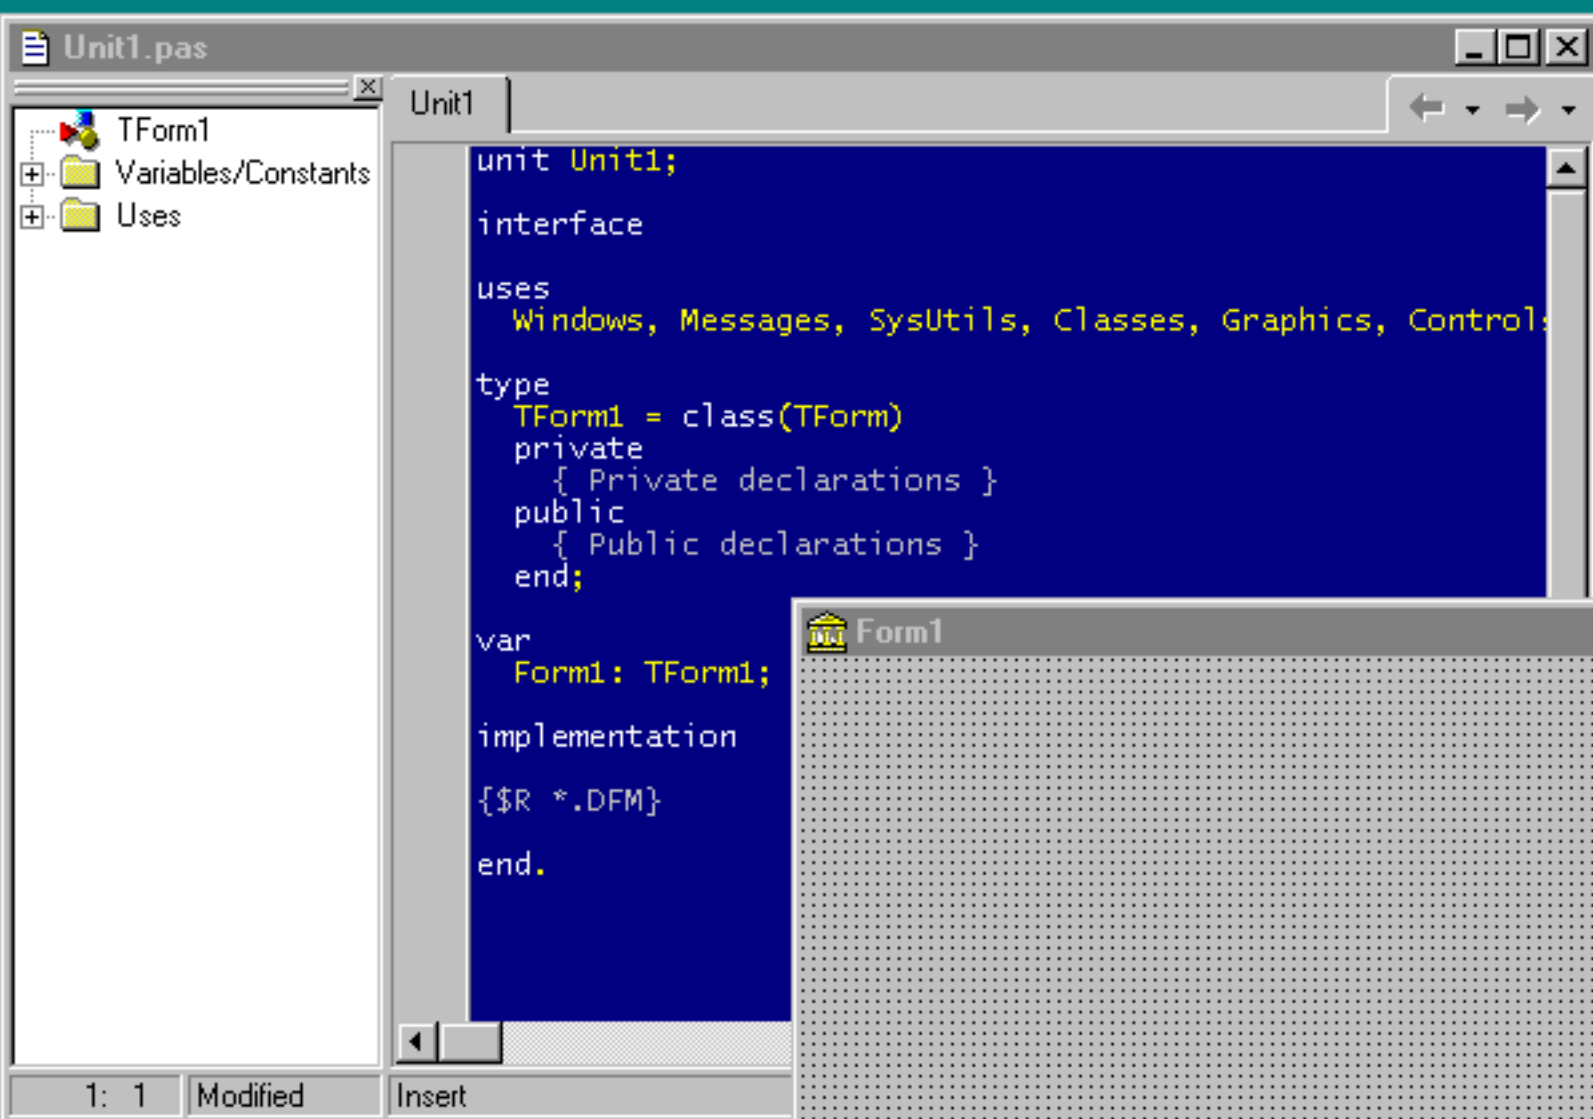 Unit1.pas
TForm1
Variables/Constants
Uses
Unit1
unit Unit1;
interface
uses
Windows, Messages, SysUtils, Classes, Graphics, Control
type
TForm1 = class(TForm)
private
{ Private declarations }
public
{ Public declarations }
end;
var
Form1: TForm1;
implementation
{$R *.DFM}
end.
Form1
1: 1
Modified
Insert